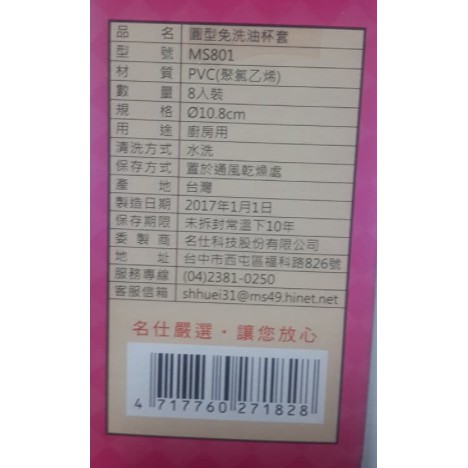 品 名 圓型免洗油杯套
型 號 MS801
材 質 PVC(聚氯乙烯)
數 量 8入裝
規 格 Ø10.8cm
用 途 廚房用
清洗方式 水洗
保存方式 置於通風乾燥處
產 地 台灣
製造日期 2017年1月1日
保存期限 未拆封常溫下10年
委 製 商 名仕科技股份有限公司
地 址 台中市西屯區福科路826號
服務專線 (04)2381-0250
客服信箱 shhuei31@ms49.hinet.net
名仕嚴選・讓您放心
4 717760 271828